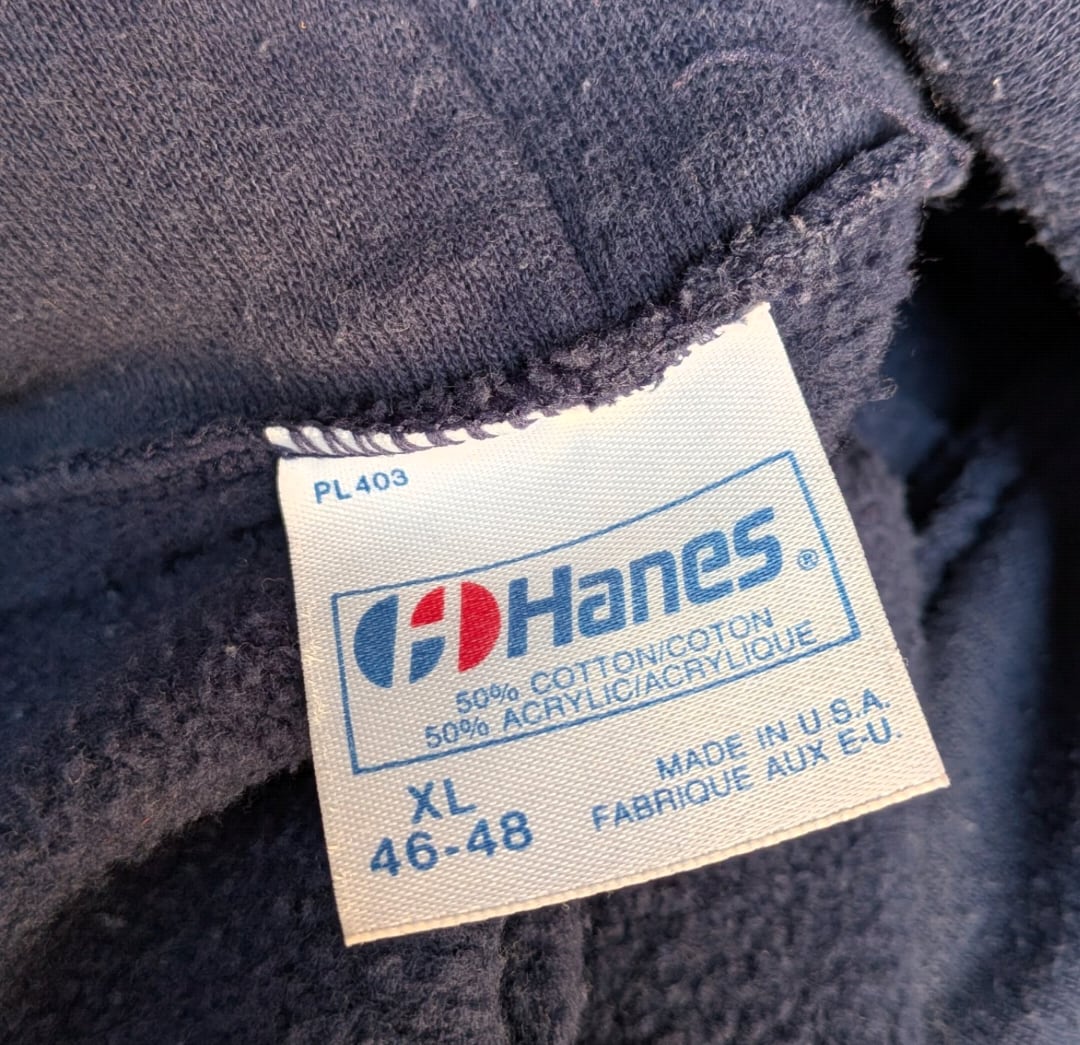 PL 403
Hanes®
50% COTTON/COTON
50% ACRYLIC/ACRYLIQUE
XL
46-48
MADE IN U.S.A.
FABRIQUE AUX E-U.